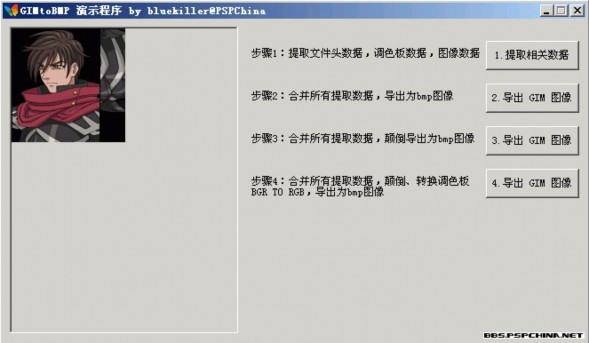 GIMtoBMP 演示程序 by bluekiller@PSPChina
步骤1：提取文件头数据，调色板数据，图像数据
1.提取相关数据
步骤2：合并所有提取数据，导出为bmp图像
2.导出 GIM 图像
步骤3：合并所有提取数据，颠倒导出为bmp图像
3.导出 GIM 图像
步骤4：合并所有提取数据，颠倒、转换调色板
BGR TO RGB，导出为bmp图像
4.导出 GIM 图像
BBS.PSPCHINA.NET